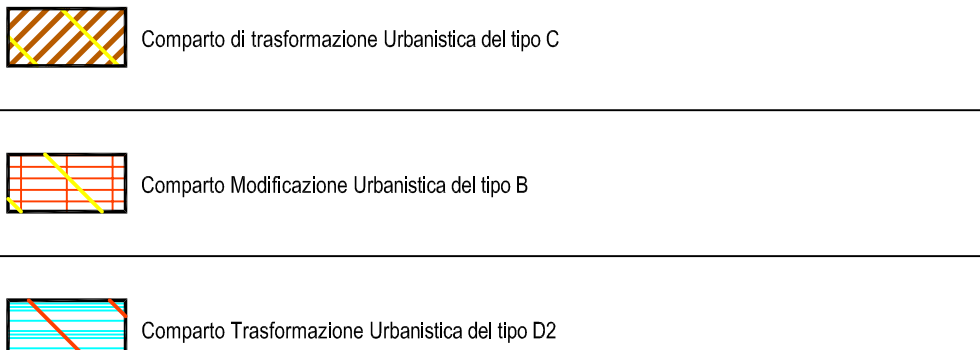 Comparto di trasformazione Urbanistica del tipo C
Comparto Modificazione Urbanistica del tipo B
Comparto Trasformazione Urbanistica del tipo D2